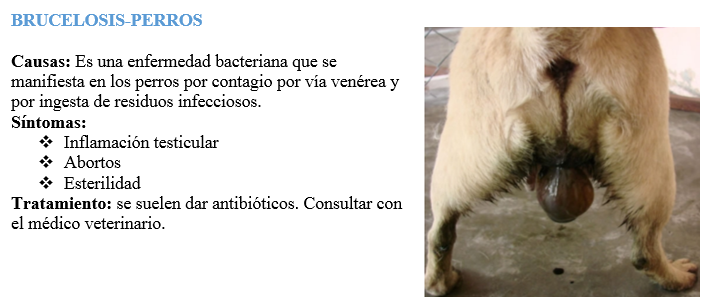 BRUCELOSIS-PERROS
Causas: Es una enfermedad bacteriana que se
manifiesta en los perros por contagio por vía venérea y
por ingesta de residuos infecciosos.
Síntomas:
❖ Inflamación testicular
❖ Abortos
❖ Esterilidad
Tratamiento: se suelen dar antibióticos. Consultar con
el médico veterinario.